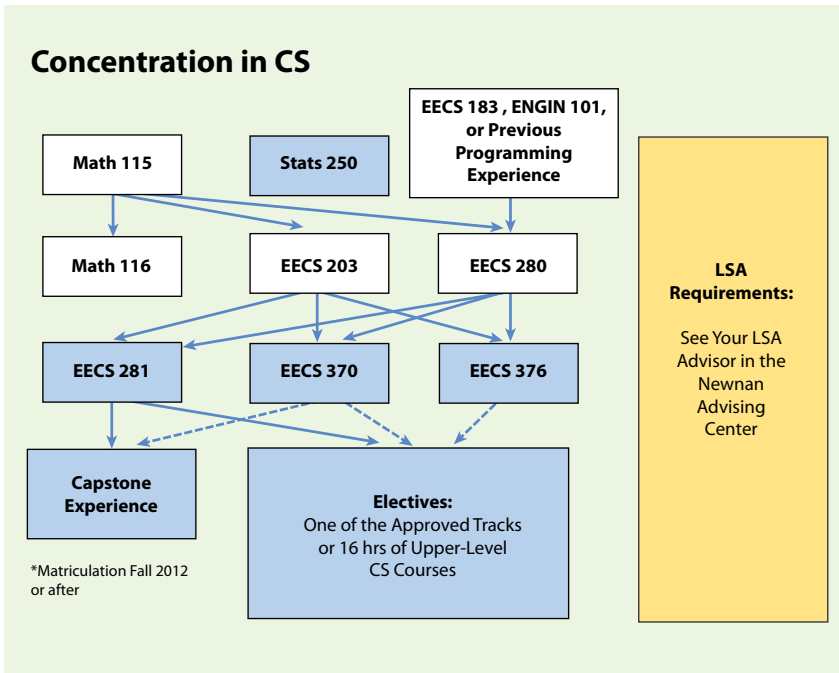 Concentration in CS
EECS 183 , ENGIN 101,
or Previous
Programming
Experience
Math 115
Stats 250
Math 116
EECS 203
EECS 280
EECS 281
EECS 370
EECS 376
Capstone
Experience
Electives:
One of the Approved Tracks
or 16 hrs of Upper-Level
CS Courses
*Matriculation Fall 2012
or after
LSA
Requirements:
See Your LSA
Advisor in the
Newnan
Advising
Center